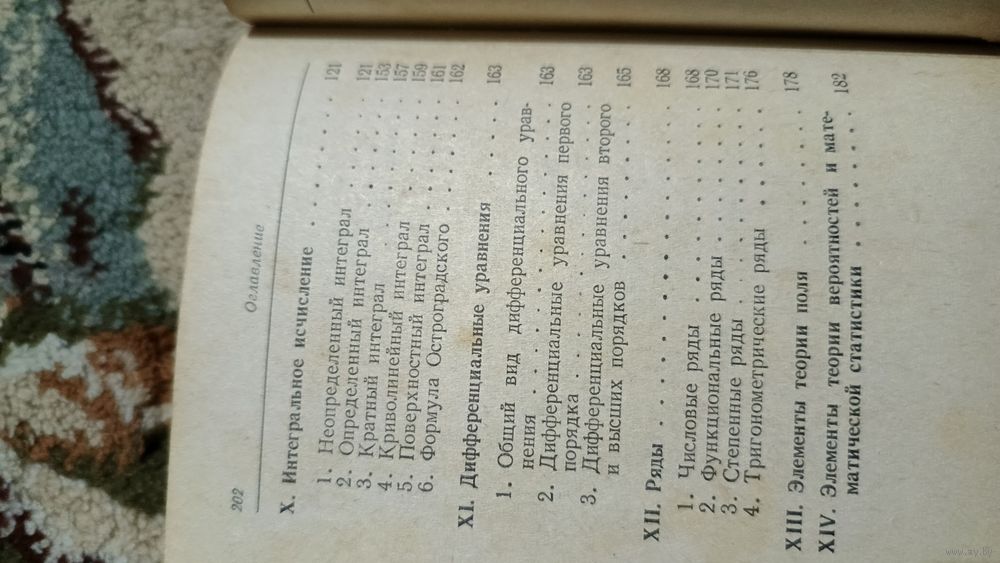 202 Оглавление
X. Интегральное исчисление . . . . . . . 121
1. Неопределенный интеграл . . . . . 121
2. Определенный интеграл . . . . . 153
3. Кратный интеграл . . . . . . . 157
4. Криволинейный интеграл . . . . . 159
5. Поверхностный интеграл . . . . . 161
6. Формула Остроградского . . . . . 162
XI. Дифференциальные уравнения . . . . . 163
1. Общий вид дифференциального урав-
нения . . . . . . . . . . . . 163
2. Дифференциальные уравнения первого
порядка . . . . . . . . . . . 163
3. Дифференциальные уравнения второго
и высших порядков . . . . . . . 165
XII. Ряды . . . . . . . . . . . . . 168
1. Числовые ряды . . . . . . . . 168
2. Функциональные ряды . . . . . . 170
3. Степенные ряды . . . . . . . . 171
4. Тригонометрические ряды . . . . . 176
XIII. Элементы теории поля . . . . . . . 178
XIV. Элементы теории вероятностей и мате-
матической статистики . . . . . . . 182
www.ay.by